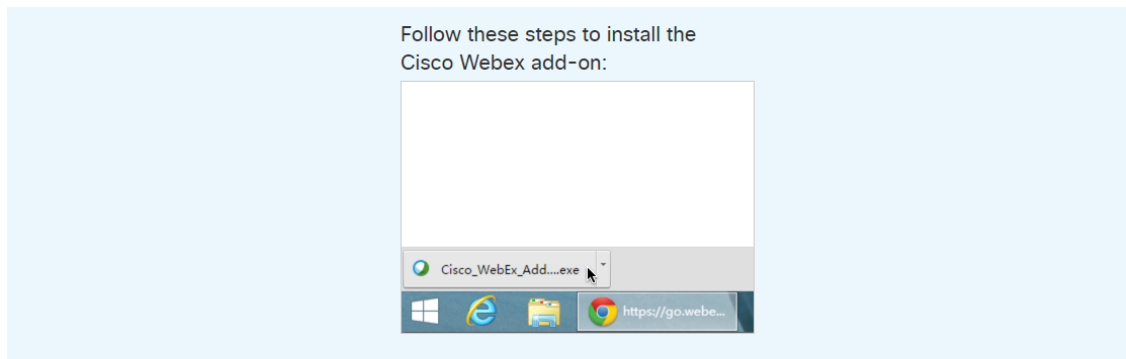 Follow these steps to install the
Cisco Webex add-on:
Cisco_WebEx_Add....exe
https://go.webe...